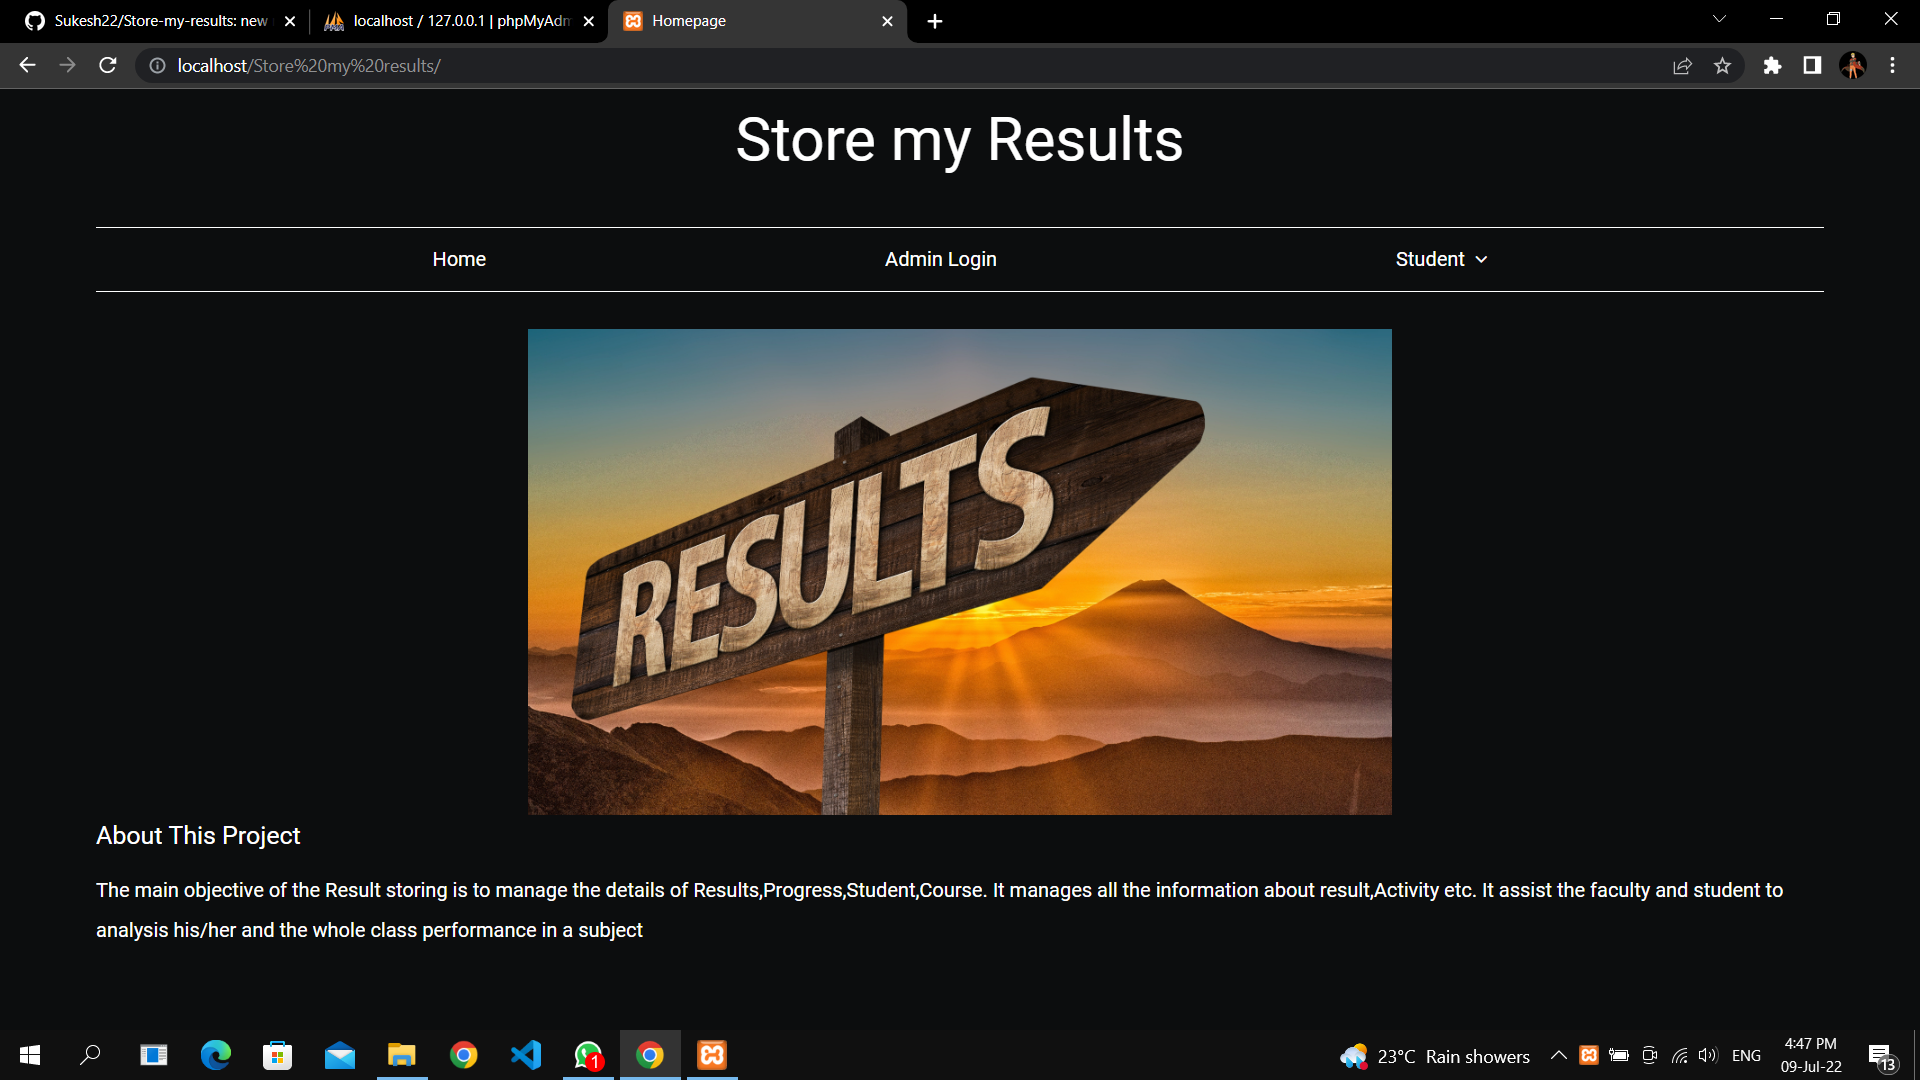 Sukesh22/Store-my-results: new
localhost / 127.0.0.1 | phpMyAdm
Homepage
localhost/Store%20my%20results/
Store my Results
Home
Admin Login
Student
RESULTS
About This Project
The main objective of the Result storing is to manage the details of Results,Progress,Student,Course. It manages all the information about result,Activity etc. It assist the faculty and student to
analysis his/her and the whole class performance in a subject
1
23°C Rain showers
ENG
4:47 PM
09-Jul-22
13